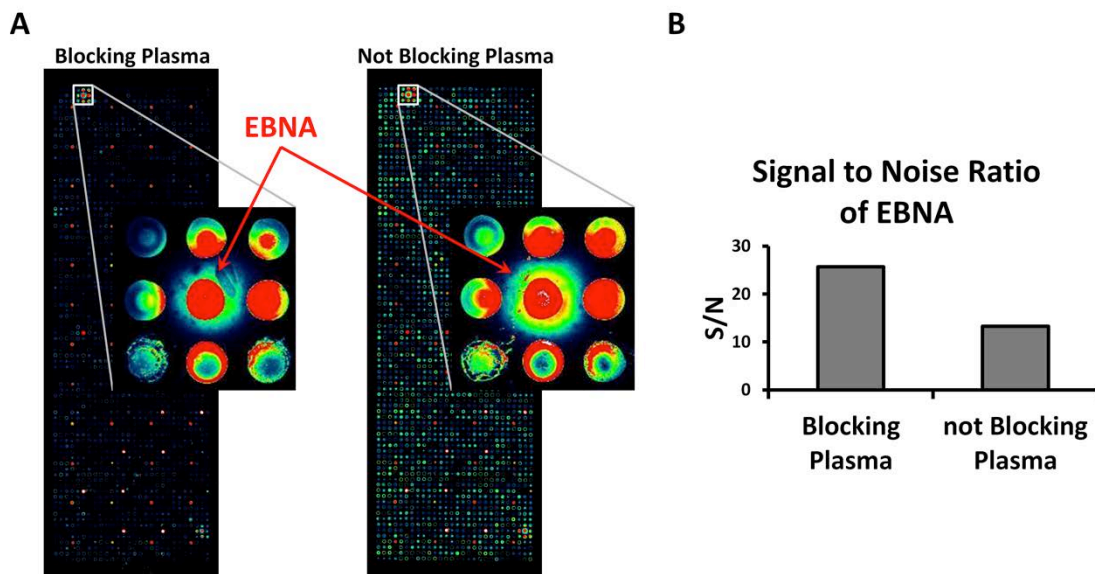 A
Blocking Plasma
Not Blocking Plasma
EBNA
B
Signal to Noise Ratio
of EBNA
30
20
10
0
S/N
Blocking
Plasma
not Blocking
Plasma